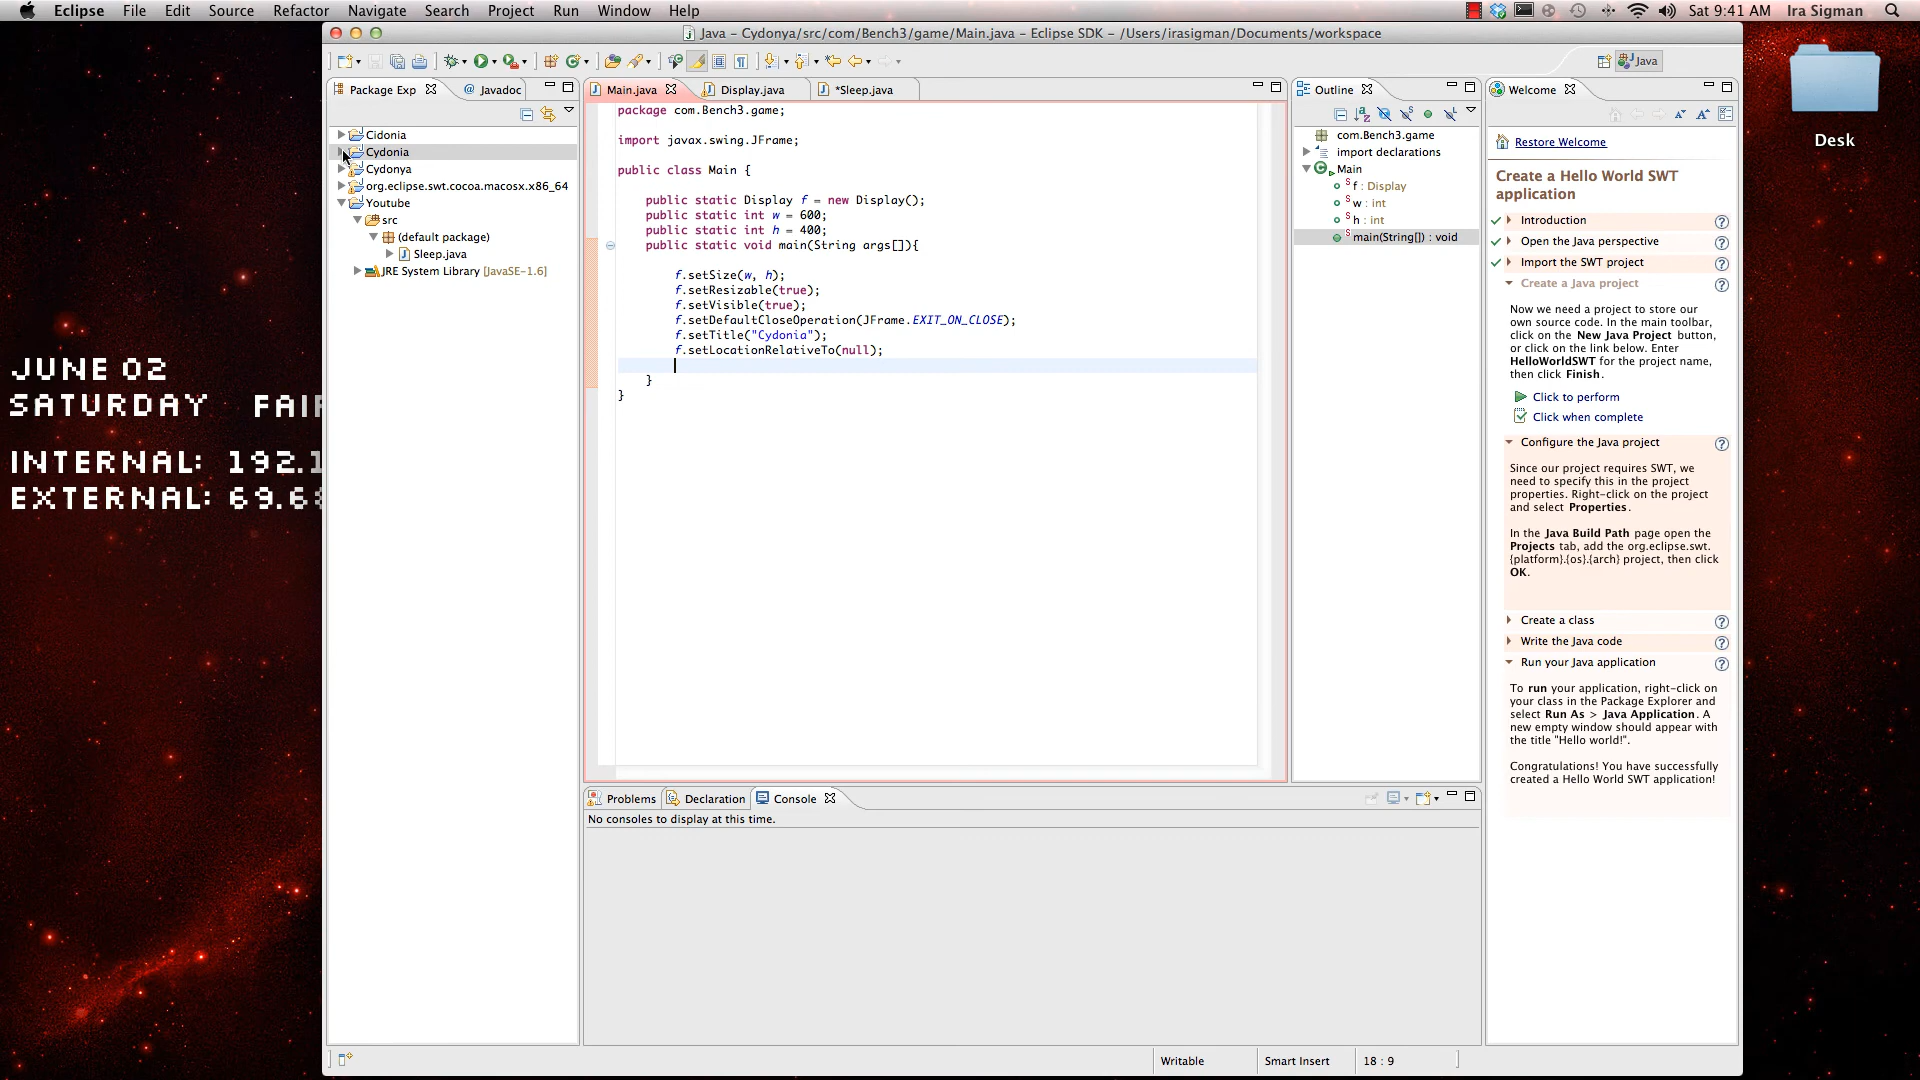 Eclipse File Edit Source Refactor Navigate Search Project Run Window Help Sat 9:41 AM Ira Sigman
Java - Cydonya/src/com/Bench3/game/Main.java - Eclipse SDK - /Users/irasigman/Documents/workspace
Java
Package Exp @ Javadoc
Main.java Display.java *Sleep.java
Outline
Welcome
Cidonia
Cydonia
Cydonya
org.eclipse.swt.cocoa.macosx.x86_64
Youtube
src
(default package)
Sleep.java
JRE System Library [JavaSE-1.6]
package com.Bench3.game;
import javax.swing.JFrame;
public class Main {
public static Display f = new Display();
public static int w = 600;
public static int h = 400;
public static void main(String args[]){
f.setSize(w, h);
f.setResizable(true);
f.setVisible(true);
f.setDefaultCloseOperation(JFrame.EXIT_ON_CLOSE);
f.setTitle("Cydonia");
f.setLocationRelativeTo(null);
}
}
com.Bench3.game
import declarations
Main
f : Display
w : int
h : int
main(String[]) : void
Restore Welcome
Create a Hello World SWT
application
Introduction
Open the Java perspective
Import the SWT project
Create a Java project
Now we need a project to store our
own source code. In the main toolbar,
click on the New Java Project button,
or click on the link below. Enter
HelloWorldSWT for the project name,
then click Finish.
Click to perform
Click when complete
Configure the Java project
Since our project requires SWT, we
need to specify this in the project
properties. Right-click on the project
and select Properties.
In the Java Build Path page open the
Projects tab, add the org.eclipse.swt.
{platform}.{os}.{arch} project, then click
OK.
Create a class
Write the Java code
Run your Java application
To run your application, right-click on
your class in the Package Explorer and
select Run As > Java Application. A
new empty window should appear with
the title "Hello world!".
Congratulations! You have successfully
created a Hello World SWT application!
Problems Declaration Console
No consoles to display at this time.
Writable Smart Insert 18 : 9
Desk
JUNE 02
SATURDAY FAIR
INTERNAL: 192.1
EXTERNAL: 69.6